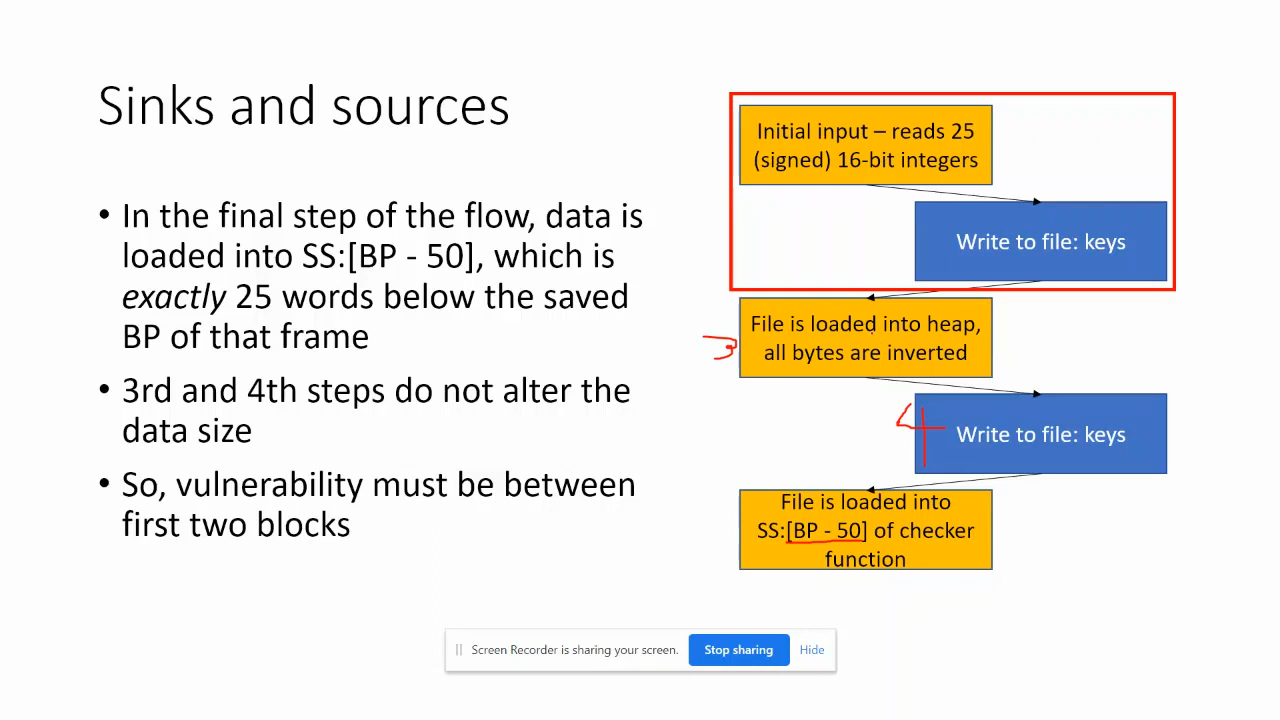 Sinks and sources
• In the final step of the flow, data is
loaded into SS:[BP - 50], which is
exactly 25 words below the saved
BP of that frame
• 3rd and 4th steps do not alter the
data size
• So, vulnerability must be between
first two blocks
Initial input – reads 25
(signed) 16-bit integers
Write to file: keys
3
File is loaded into heap,
all bytes are inverted
4
Write to file: keys
File is loaded into
SS:[BP - 50] of checker
function
Screen Recorder is sharing your screen.
Stop sharing
Hide